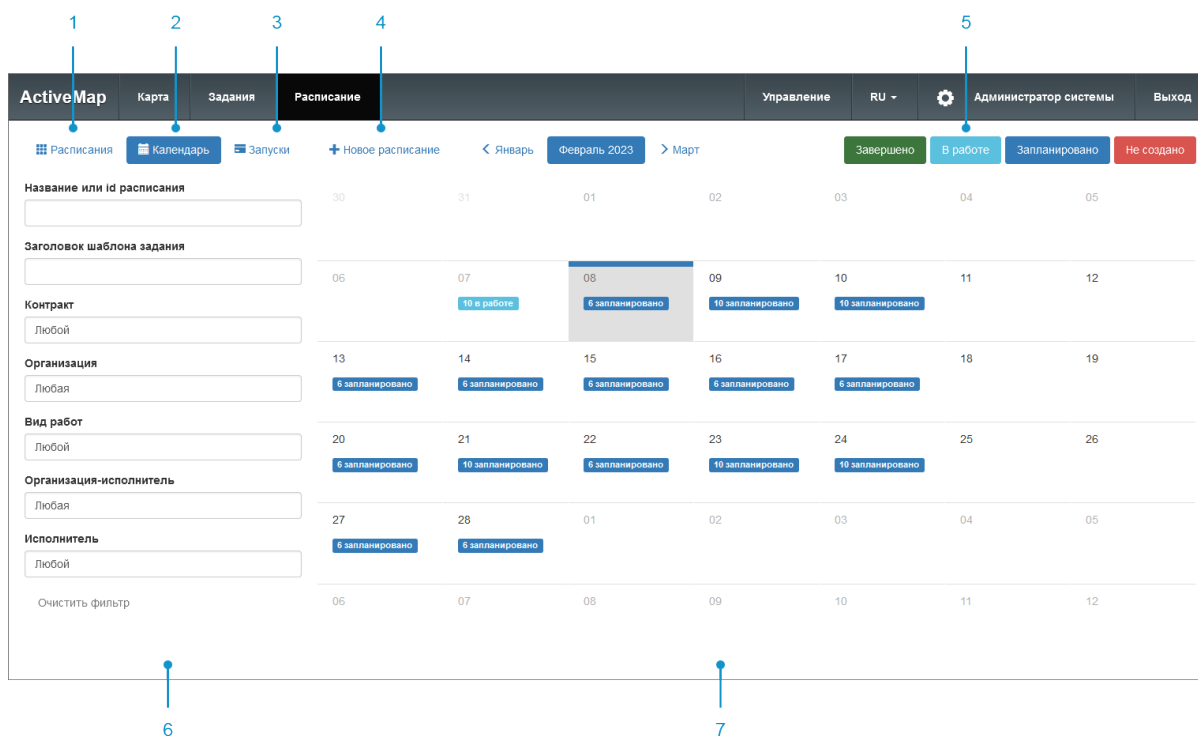 1 2 3 4 5
ActiveMap Карта Задания Расписание Управление RU Администратор системы Выход
Расписания Календарь Запуски Новое расписание Январь Февраль 2023 Март Завершено В работе Запланировано Не создано
Название или id расписания
30 31 01 02 03 04 05
Заголовок шаблона задания
06 07 08 09 10 11 12
Контракт
10 в работе 6 запланировано 10 запланировано 10 запланировано
Любой
Организация
13 14 15 16 17 18 19
Любая
6 запланировано 6 запланировано 6 запланировано 6 запланировано 6 запланировано
Вид работ
20 21 22 23 24 25 26
Любой
6 запланировано 10 запланировано 6 запланировано 10 запланировано 10 запланировано
Организация-исполнитель
Любая
27 28 01 02 03 04 05
Исполнитель
6 запланировано 6 запланировано
Любой
Очистить фильтр
06 07 08 09 10 11 12
6 7